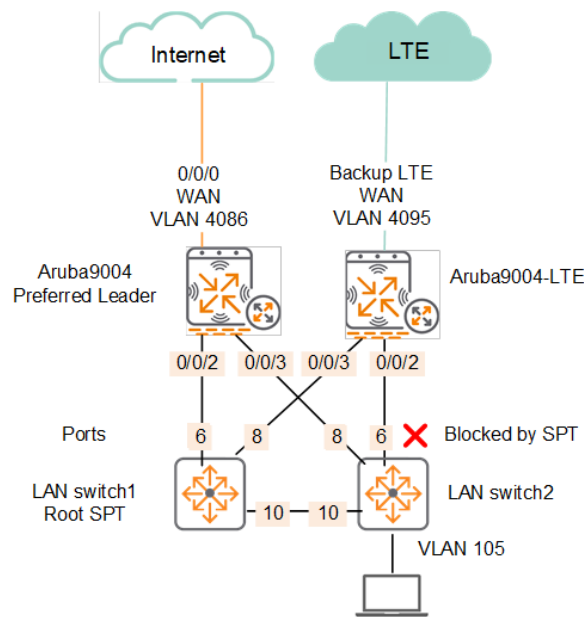 Internet
LTE
0/0/0
WAN
VLAN 4086
Backup LTE
WAN
VLAN 4095
Aruba9004
Preferred Leader
Aruba9004-LTE
0/0/2
0/0/3
0/0/3
0/0/2
Ports
6
8
8
6
Blocked by SPT
LAN switch1
Root SPT
LAN switch2
10
10
VLAN 105